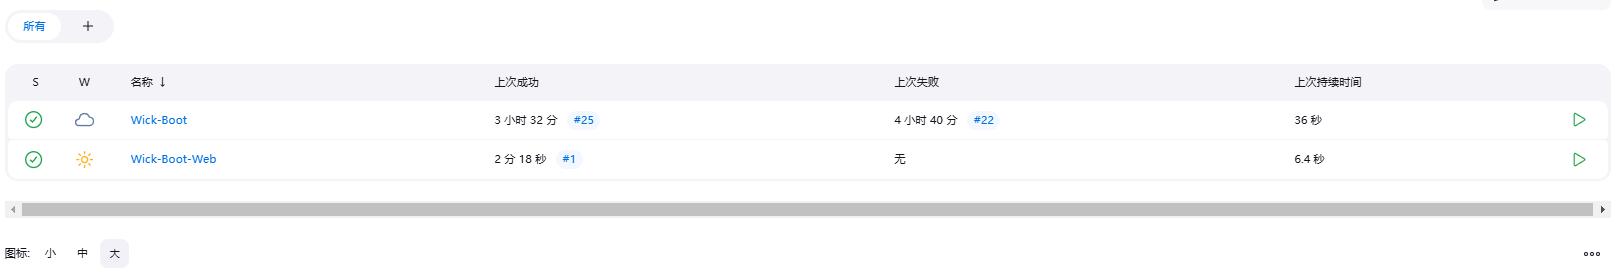 所有 +
S W 名称 ↓ 上次成功 上次失败 上次持续时间
Wick-Boot 3 小时 32 分 #25 4 小时 40 分 #22 36 秒
Wick-Boot-Web 2 分 18 秒 #1 无 6.4 秒
图标: 小 中 大